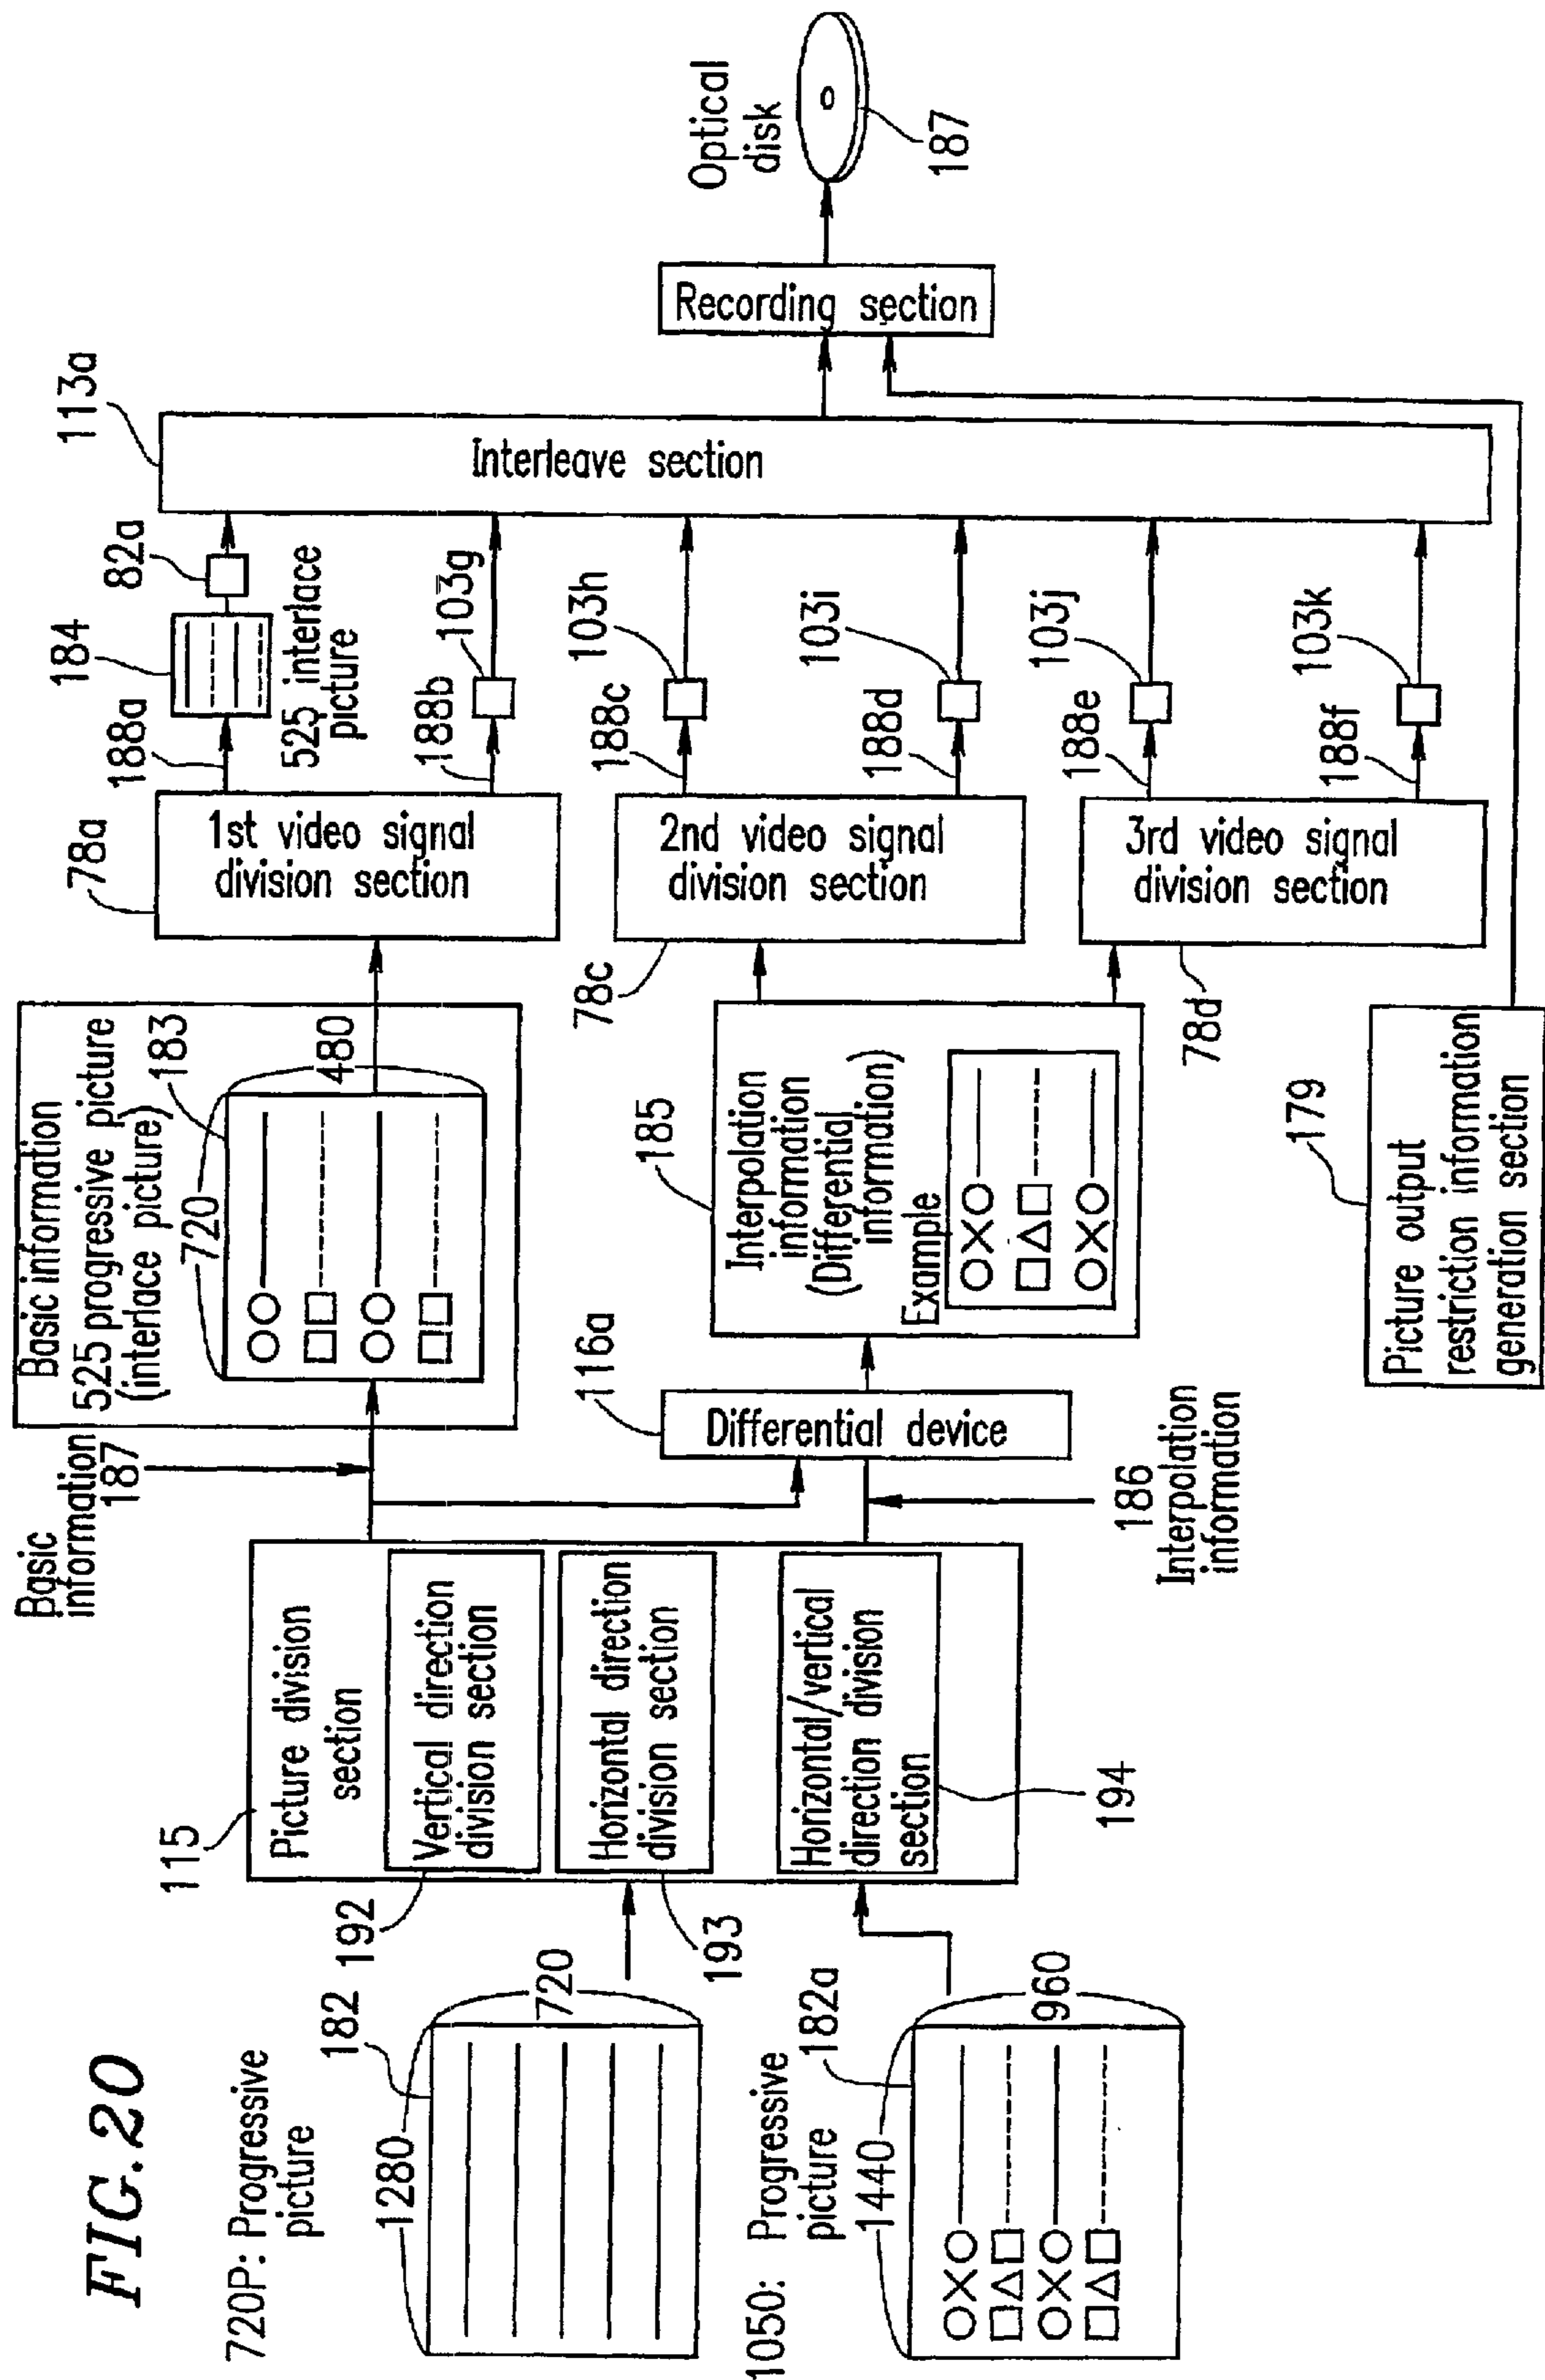 FIG.20
720P: Progressive
picture
1280
182
720
1050: Progressive
picture
1440
182a
960
115
Picture division
section
192
Vertical direction
division section
Horizontal direction
division section
193
Horizontal/vertical
direction division
section
194
Basic
information
187
186
Interpolation
information
116a
Differential device
Basic information
525 progressive picture
(interlace picture)
720
183
480
185
Interpolation
information
(Differential
information)
Example
179
Picture output
restriction information
generation section
78a
1st video signal
division section
78c
2nd video signal
division section
78d
3rd video signal
division section
188a
184
82a
525 interlace
picture
188b
103g
188c
103h
188d
103i
188e
103j
188f
103k
113a
Interleave section
Recording section
Optical
disk
187